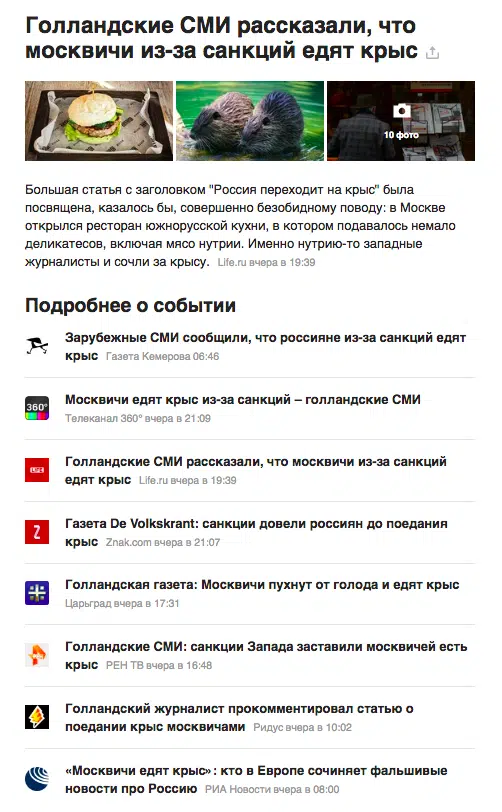 Голландские СМИ рассказали, что
москвичи из-за санкций едят крыс
10 фото
Большая статья с заголовком "Россия переходит на крыс" была
посвящена, казалось бы, совершенно безобидному поводу: в Москве
открылся ресторан южнорусской кухни, в котором подавалось немало
деликатесов, включая мясо нутрии. Именно нутрию-то западные
журналисты и сочли за крысу. Life.ru вчера в 19:39
Подробнее о событии
Зарубежные СМИ сообщили, что россияне из-за санкций едят
крыс Газета Кемерова 06:46
360°
Москвичи едят крыс из-за санкций – голландские СМИ
Телеканал 360° вчера в 21:09
LIFE
Голландские СМИ рассказали, что москвичи из-за санкций
едят крыс Life.ru вчера в 19:39
Z
Газета De Volkskrant: санкции довели россиян до поедания
крыс Znak.com вчера в 21:07
Голландская газета: Москвичи пухнут от голода и едят крыс
Царьград вчера в 17:31
Голландские СМИ: санкции Запада заставили москвичей есть
крыс РЕН ТВ вчера в 16:48
Голландский журналист прокомментировал статью о
поедании крыс москвичами Ридус вчера в 10:02
«Москвичи едят крыс»: кто в Европе сочиняет фальшивые
новости про Россию РИА Новости вчера в 08:00